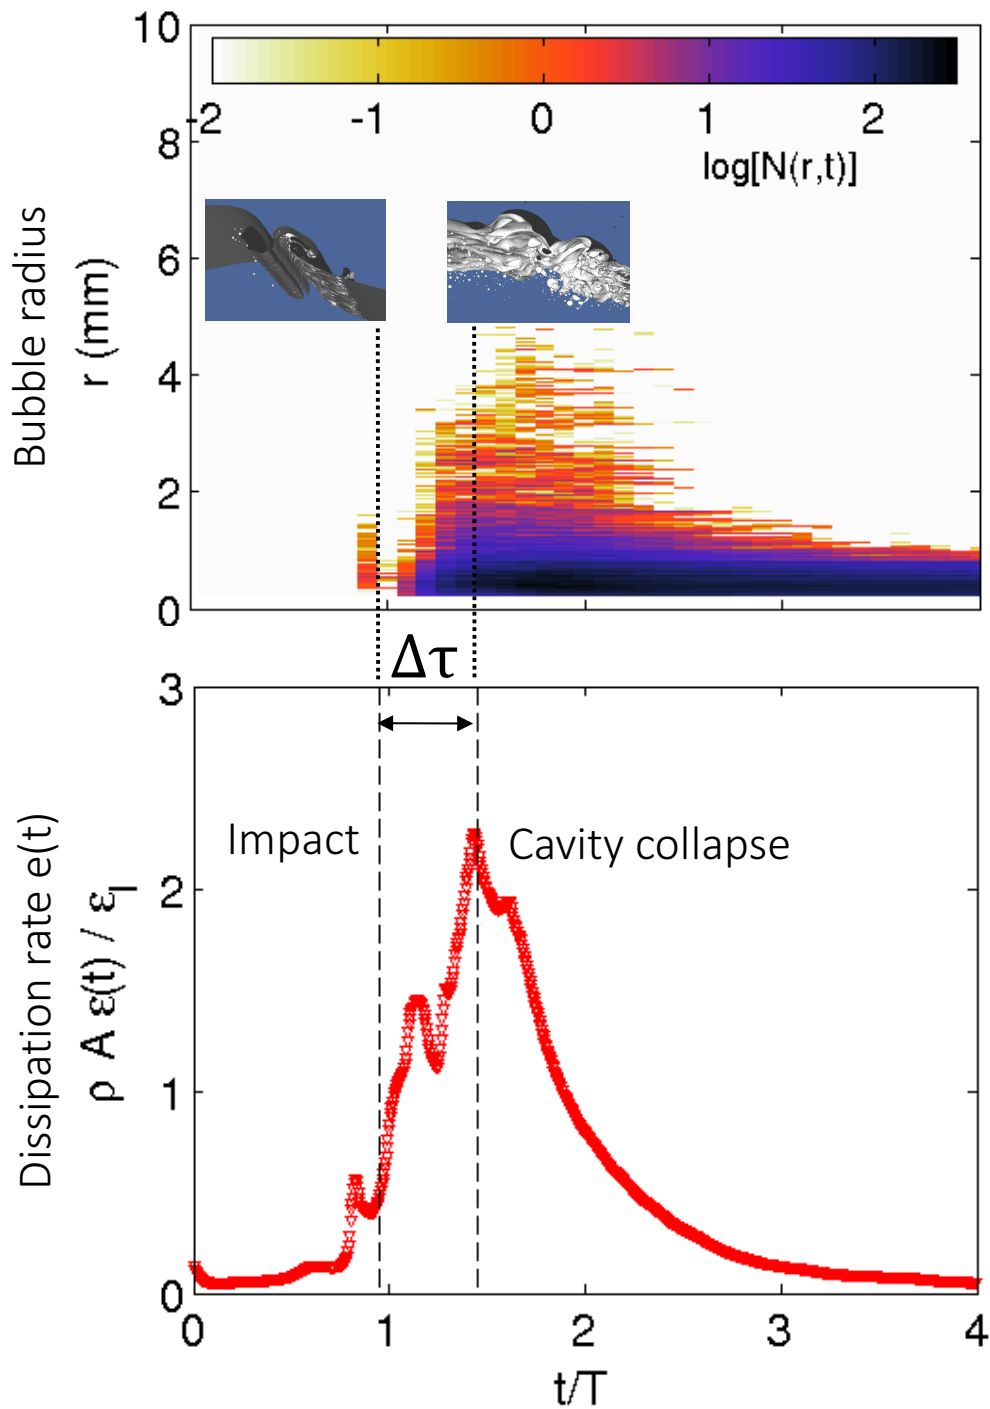 10
8
6
4
2
0
-2 -1 0 1 2
log[N(r,t)]
Bubble radius
r (mm)
Δτ
3
2
1
0
Impact
Cavity collapse
Dissipation rate e(t)
ρ A ε(t) / ε_l
0 1 2 3 4
t/T